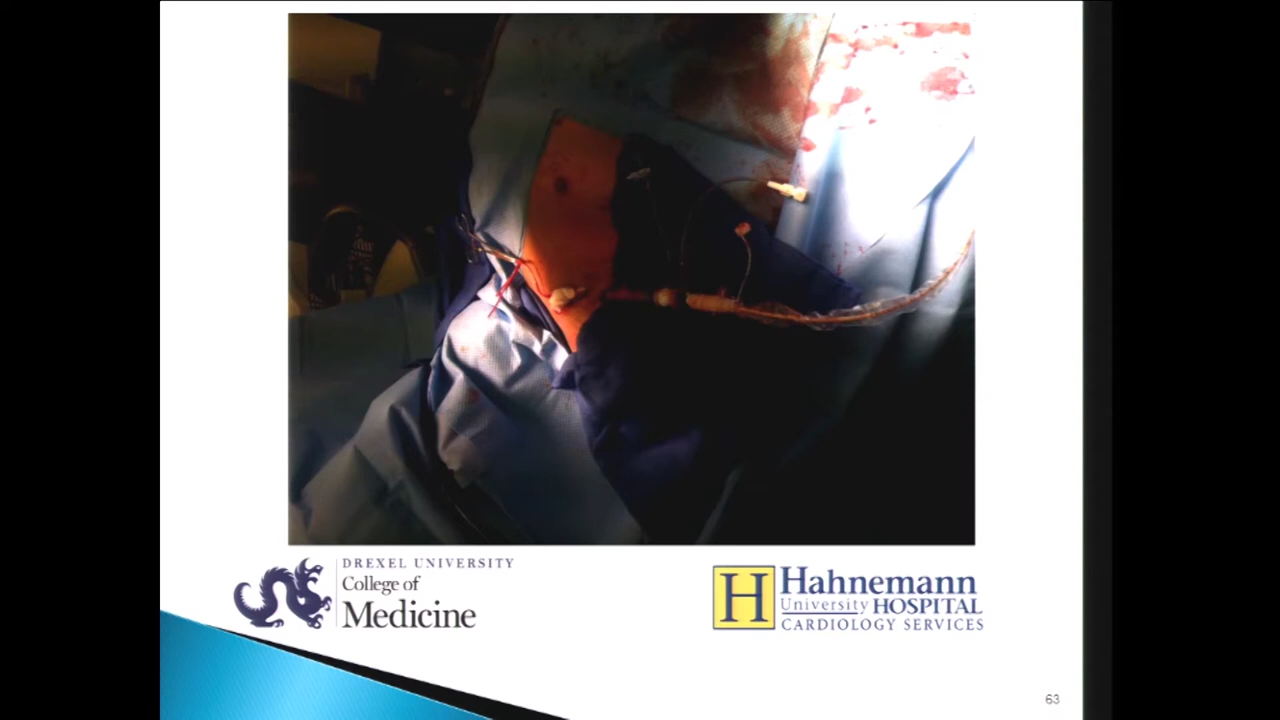 DREXEL UNIVERSITY
College of
Medicine
H
Hahnemann
University HOSPITAL
CARDIOLOGY SERVICES
63